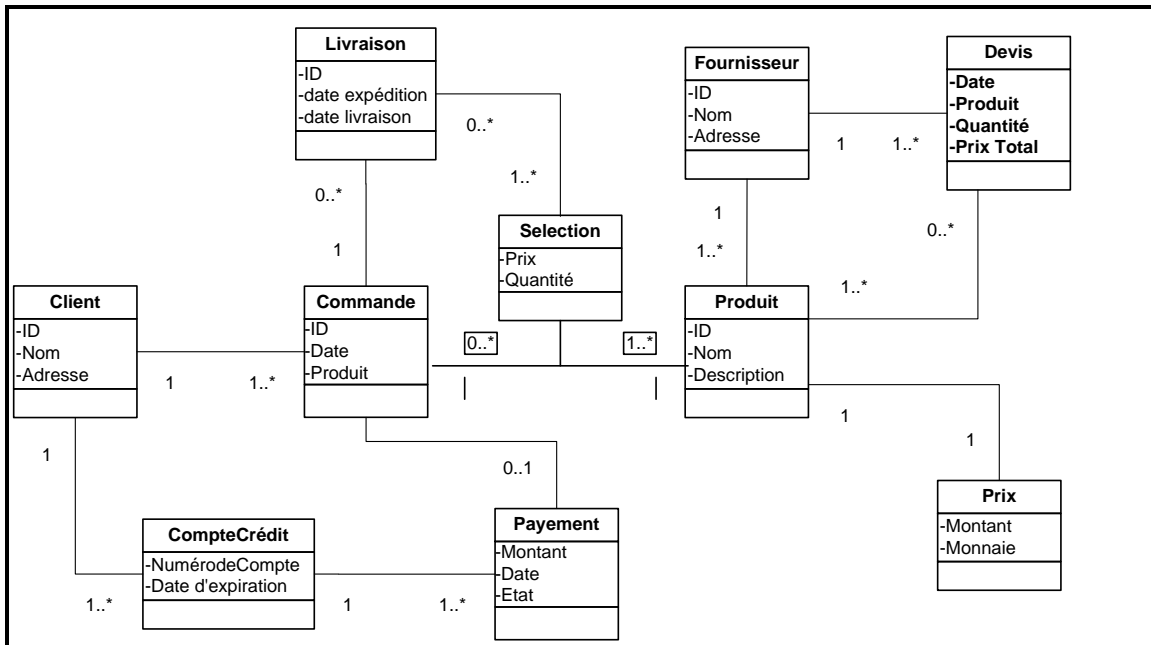 Livraison
-ID
-date expédition
-date livraison
Fournisseur
-ID
-Nom
-Adresse
Devis
-Date
-Produit
-Quantité
-Prix Total
0..*
1..*
1
1..*
0..*
1
Selection
-Prix
-Quantité
1
1..*
0..*
1..*
Client
-ID
-Nom
-Adresse
Commande
-ID
-Date
-Produit
Produit
-ID
-Nom
-Description
0..*
1..*
1
1..*
1
1
1
0..1
Prix
-Montant
-Monnaie
CompteCrédit
-NumérodeCompte
-Date d'expiration
Payement
-Montant
-Date
-Etat
1..*
1
1..*